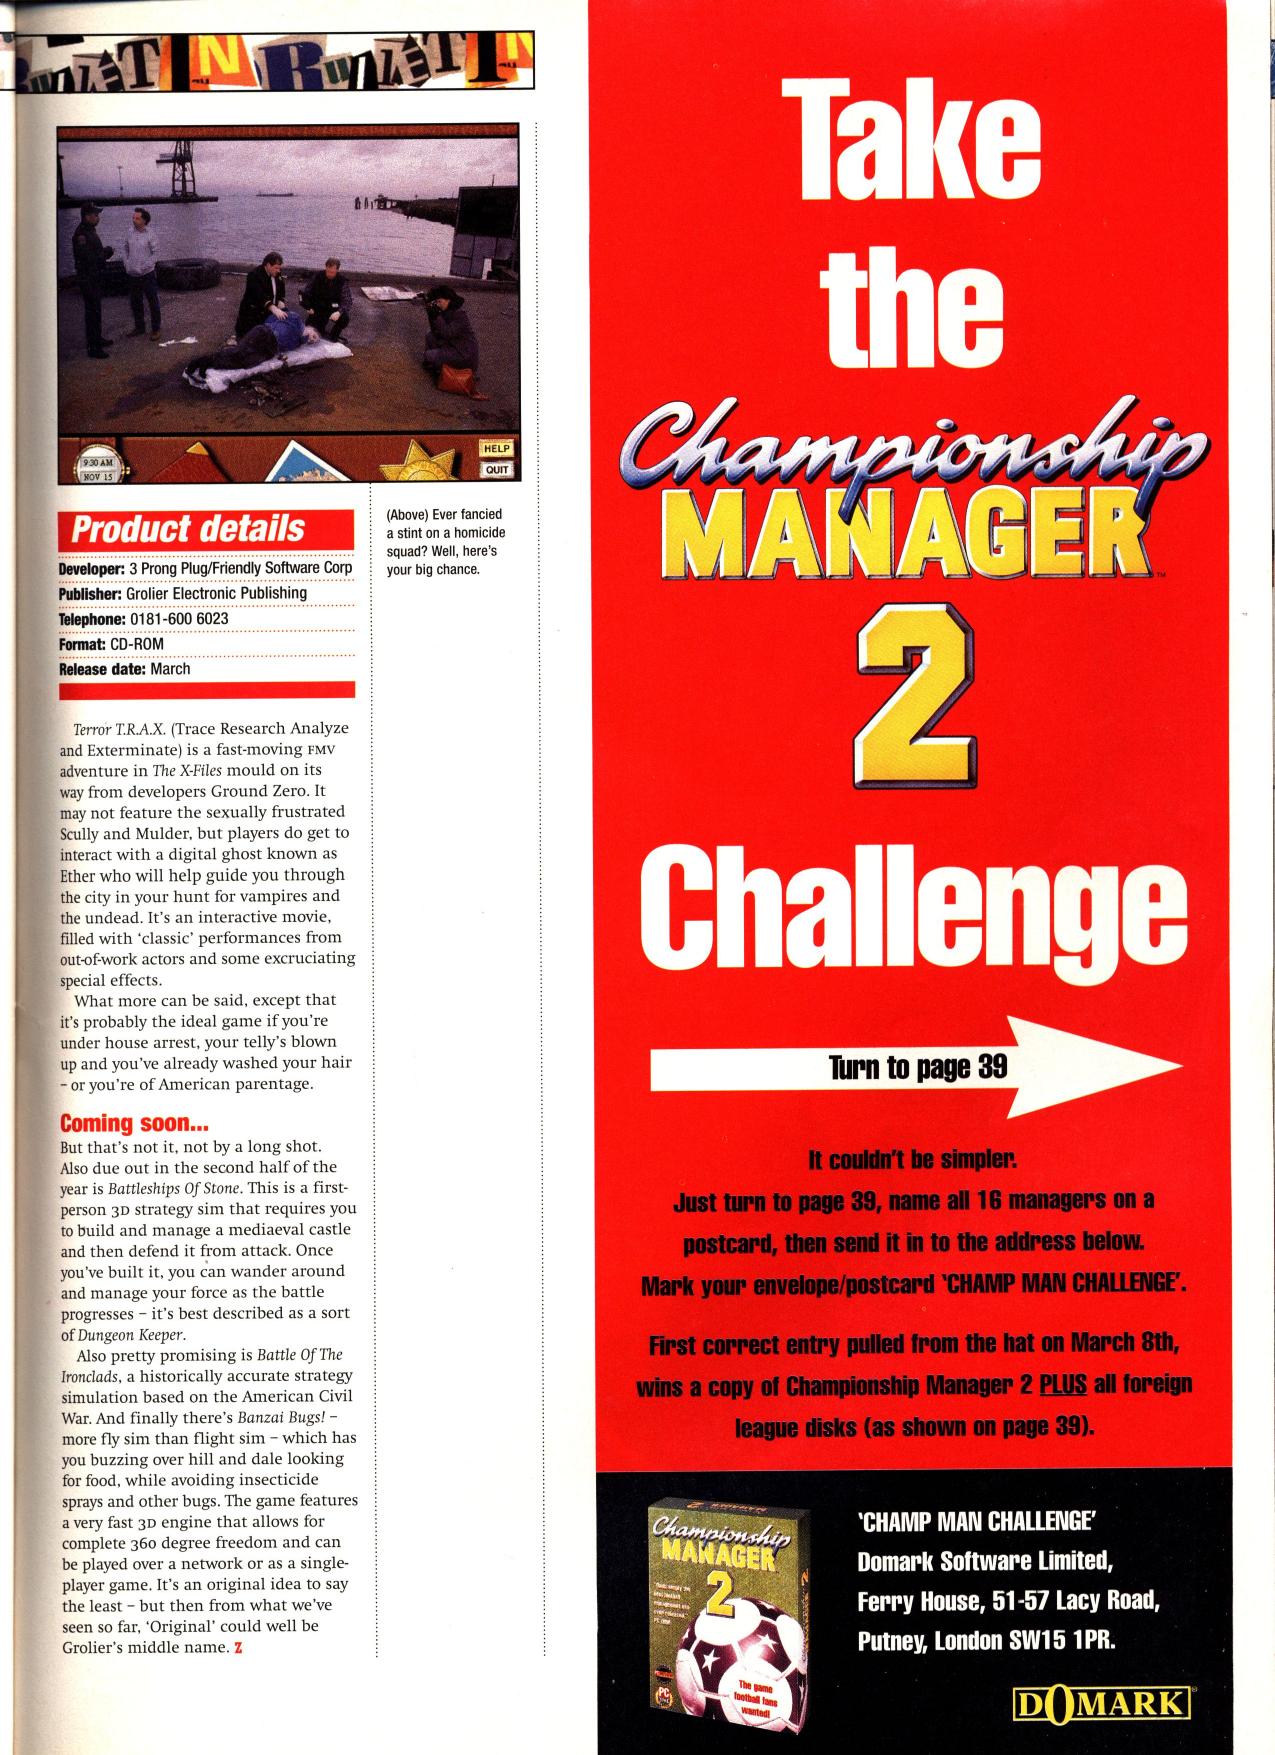 BULLETIN BULLETIN
9:30 AM
NOV 15
HELP
QUIT
Product details
Developer: 3 Prong Plug/Friendly Software Corp
Publisher: Grolier Electronic Publishing
Telephone: 0181-600 6023
Format: CD-ROM
Release date: March
(Above) Ever fancied
a stint on a homicide
squad? Well, here's
your big chance.
Terror T.R.A.X. (Trace Research Analyze
and Exterminate) is a fast-moving FMV
adventure in The X-Files mould on its
way from developers Ground Zero. It
may not feature the sexually frustrated
Scully and Mulder, but players do get to
interact with a digital ghost known as
Ether who will help guide you through
the city in your hunt for vampires and
the undead. It's an interactive movie,
filled with 'classic' performances from
out-of-work actors and some excruciating
special effects.
What more can be said, except that
it's probably the ideal game if you're
under house arrest, your telly's blown
up and you've already washed your hair
– or you're of American parentage.
Coming soon...
But that's not it, not by a long shot.
Also due out in the second half of the
year is Battleships Of Stone. This is a first-
person 3D strategy sim that requires you
to build and manage a mediaeval castle
and then defend it from attack. Once
you've built it, you can wander around
and manage your force as the battle
progresses – it's best described as a sort
of Dungeon Keeper.
Also pretty promising is Battle Of The
Ironclads, a historically accurate strategy
simulation based on the American Civil
War. And finally there's Banzai Bugs! –
more fly sim than flight sim – which has
you buzzing over hill and dale looking
for food, while avoiding insecticide
sprays and other bugs. The game features
a very fast 3D engine that allows for
complete 360 degree freedom and can
be played over a network or as a single-
player game. It's an original idea to say
the least – but then from what we've
seen so far, 'Original' could well be
Grolier's middle name. Z
Take
the
Championship
MANAGER™
2
Challenge
Turn to page 39
It couldn't be simpler.
Just turn to page 39, name all 16 managers on a
postcard, then send it in to the address below.
Mark your envelope/postcard 'CHAMP MAN CHALLENGE'.
First correct entry pulled from the hat on March 8th,
wins a copy of Championship Manager 2 PLUS all foreign
league disks (as shown on page 39).
Championship
MANAGER
2
The game
football fans
wanted!
PC
'CHAMP MAN CHALLENGE'
Domark Software Limited,
Ferry House, 51-57 Lacy Road,
Putney, London SW15 1PR.
DOMARK®